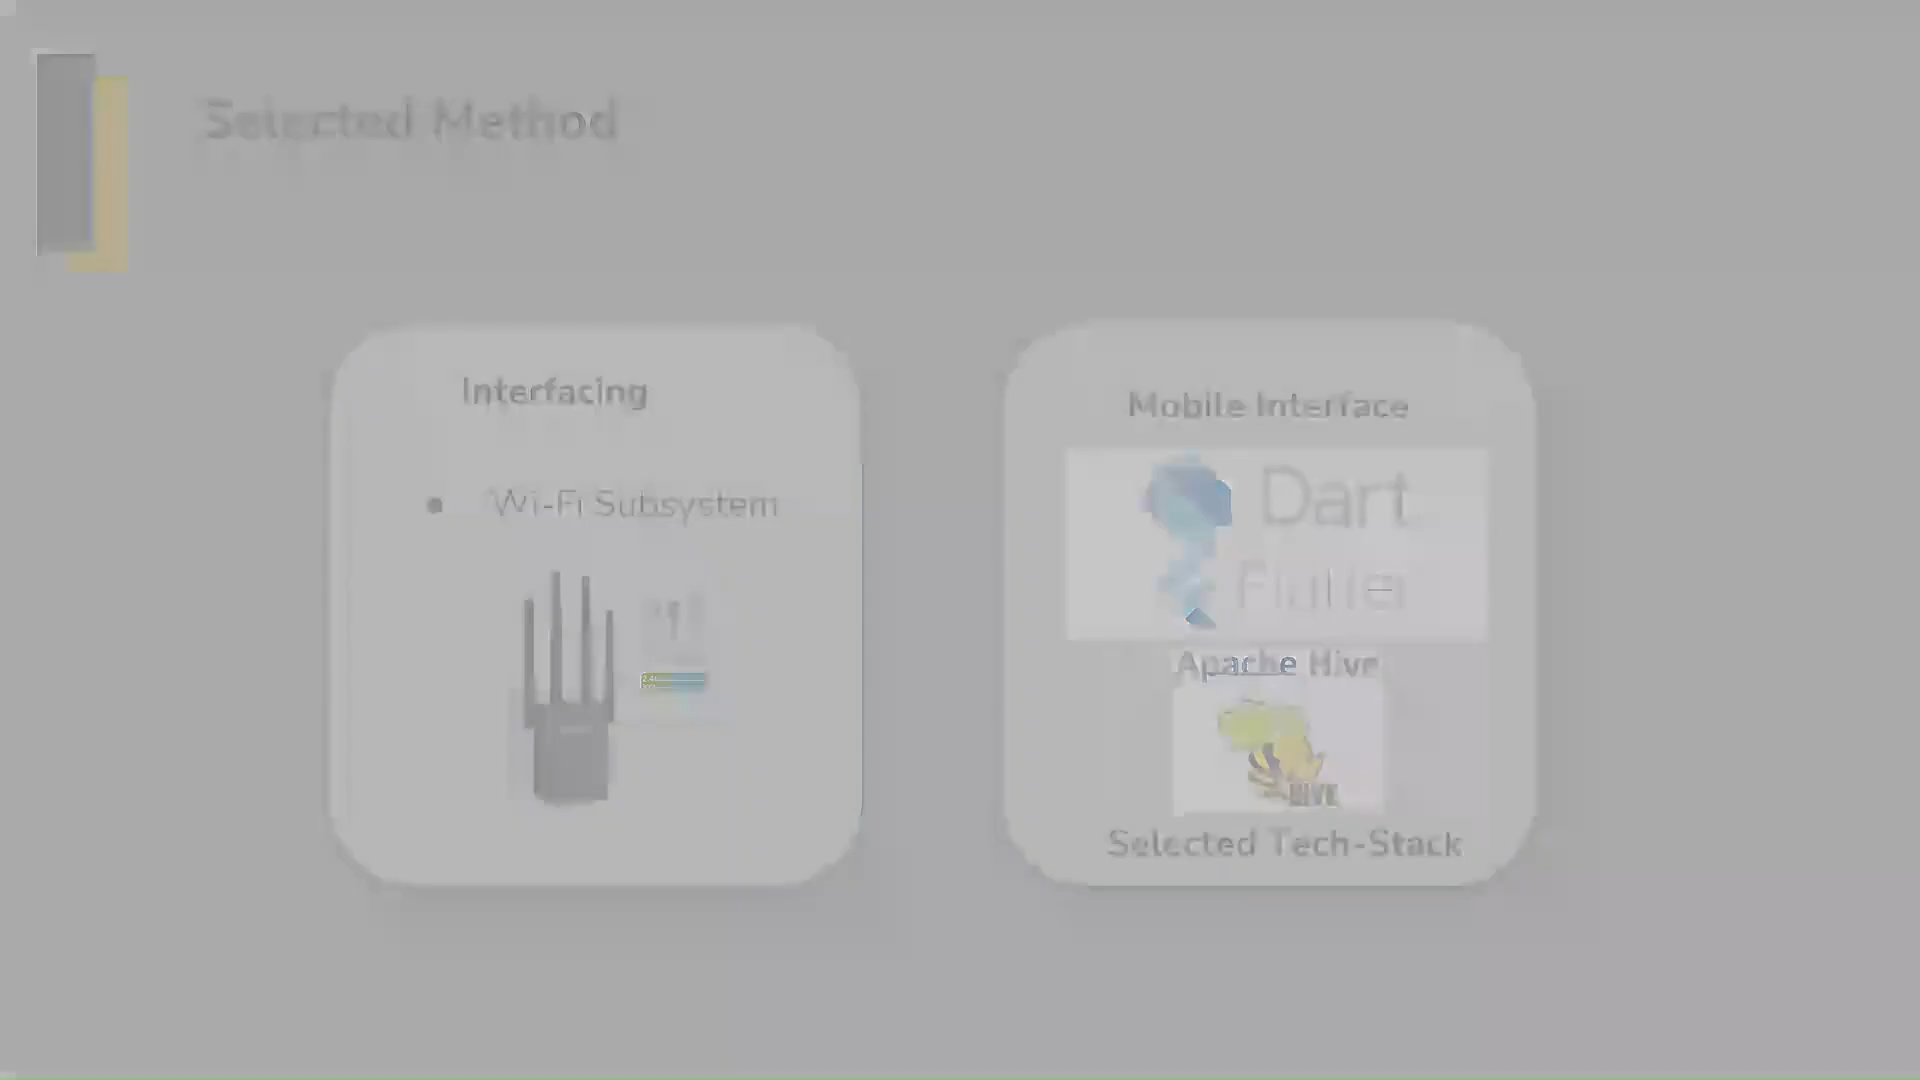 Selected Method
Interfacing
• Wi-Fi Subsystem
Mobile Interface
Dart
Flutter
Apache Hive
HIVE
Selected Tech-Stack